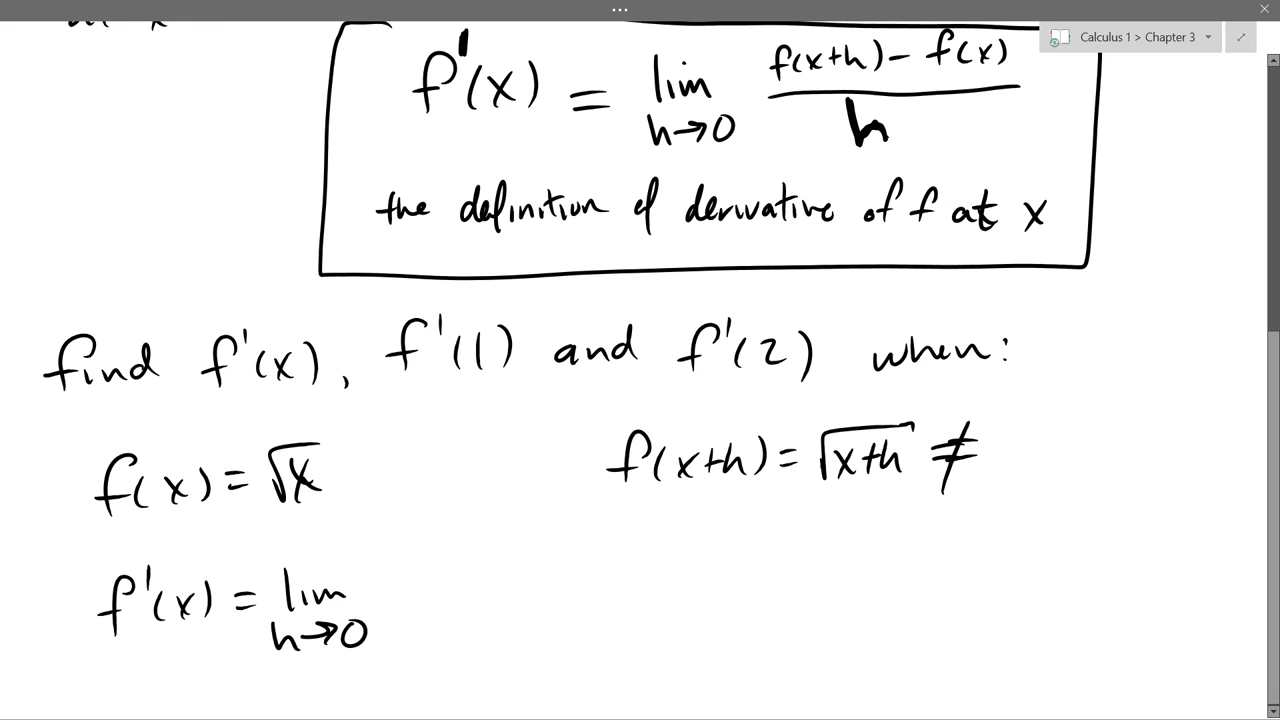 Calculus 1 > Chapter 3
f'(x) = lim h→0 (f(x+h) - f(x)) / h
the definition of derivative of f at x
find f'(x), f'(1) and f'(2) when:
f(x) = √x
f(x+h) = √x+h ≠
f'(x) = lim h→0